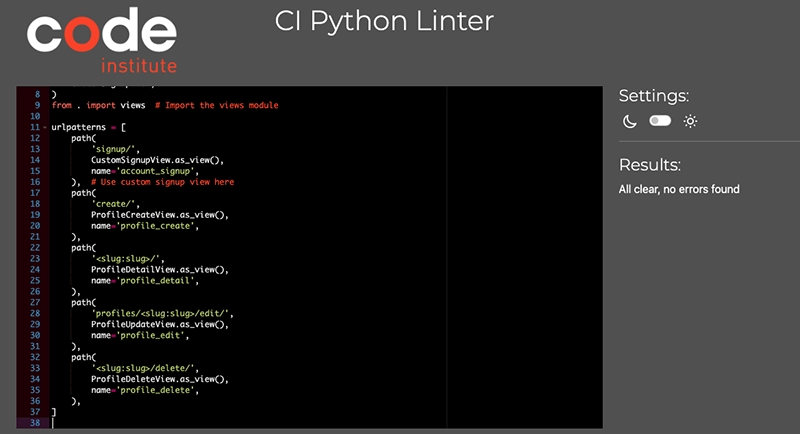 code
institute
CI Python Linter
8 )
9 from . import views  # Import the views module
10
11 urlpatterns = [
12     path(
13         'signup/',
14         CustomSignupView.as_view(),
15         name='account_signup',
16     ),  # Use custom signup view here
17     path(
18         'create/',
19         ProfileCreateView.as_view(),
20         name='profile_create',
21     ),
22     path(
23         '<slug:slug>/',
24         ProfileDetailView.as_view(),
25         name='profile_detail',
26     ),
27     path(
28         'profiles/<slug:slug>/edit/',
29         ProfileUpdateView.as_view(),
30         name='profile_edit',
31     ),
32     path(
33         '<slug:slug>/delete/',
34         ProfileDeleteView.as_view(),
35         name='profile_delete',
36     ),
37 ]
38
Settings:
Results:
All clear, no errors found